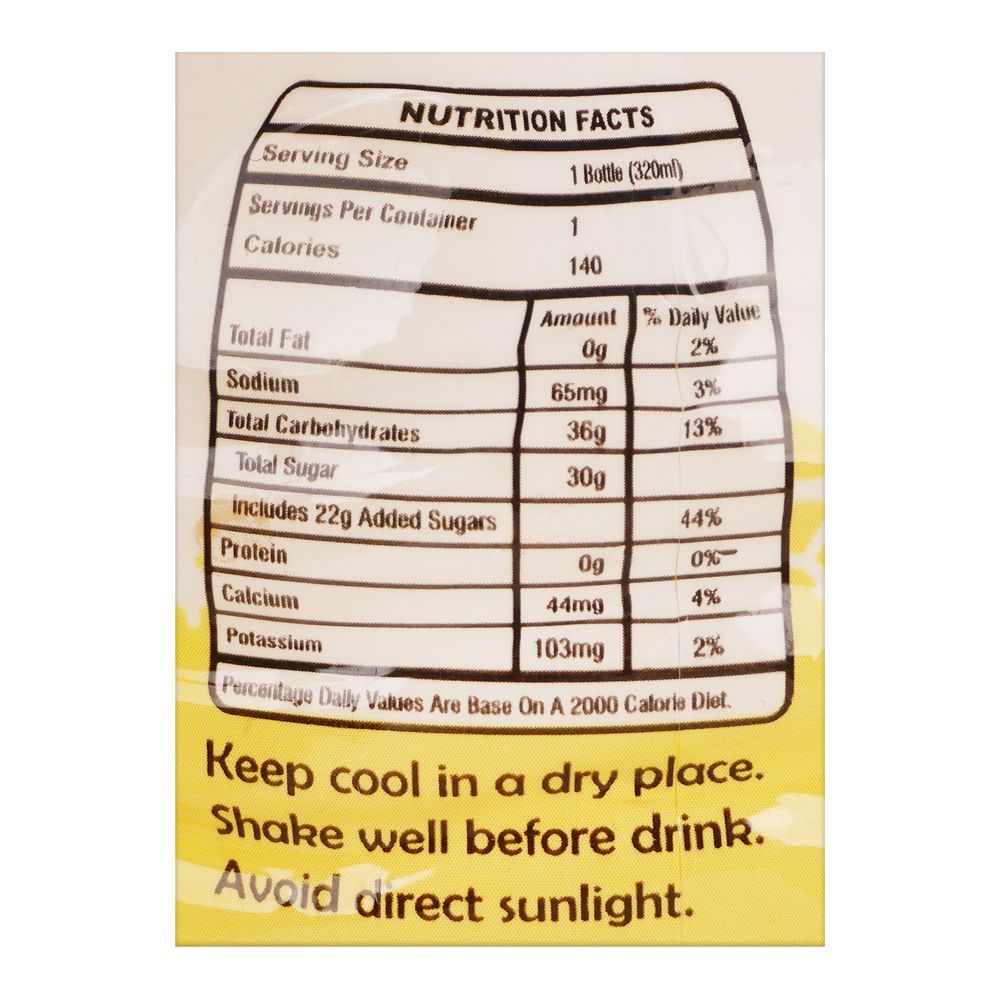 NUTRITION FACTS
Serving Size 1 Bottle (320ml)
Servings Per Container 1
Calories 140
Amount % Daily Value
Total Fat 0g 2%
Sodium 65mg 3%
Total Carbohydrates 36g 13%
Total Sugar 30g
includes 22g Added Sugars 44%
Protein 0g 0%
Calcium 44mg 4%
Potassium 103mg 2%
Percentage Daily Values Are Base On A 2000 Calorie Diet.
Keep cool in a dry place.
Shake well before drink.
Avoid direct sunlight.